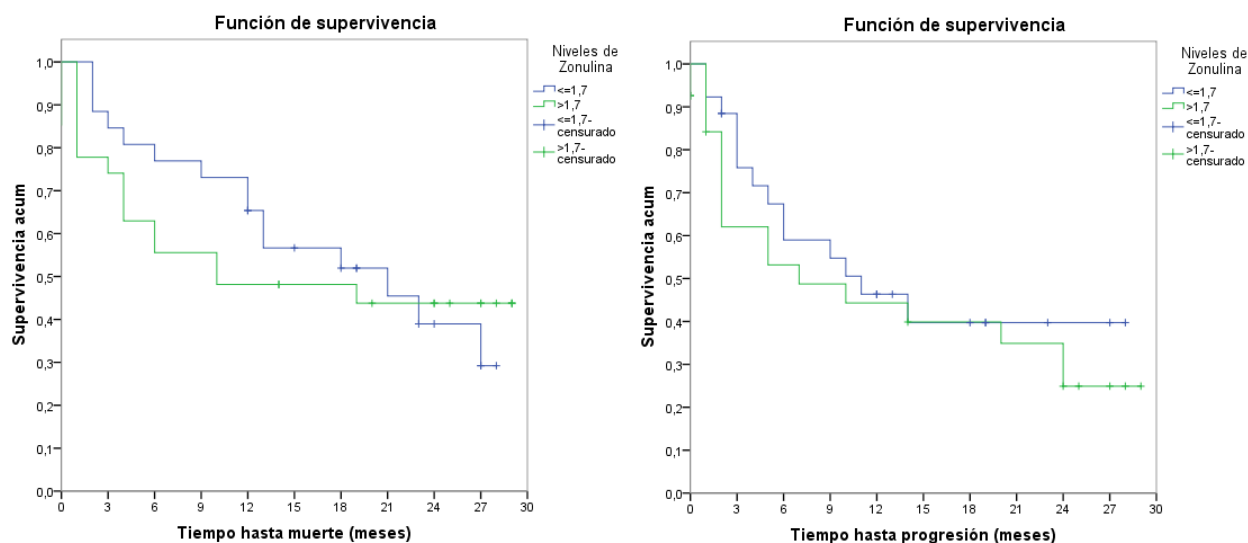 Función de supervivencia
Niveles de
Zonulina
<=1,7
>1,7
<=1,7-
censurado
>1,7-
censurado
1,0
0,9
0,8
0,7
0,6
0,5
0,4
0,3
0,2
0,1
0,0
Supervivencia acum
0 3 6 9 12 15 18 21 24 27 30
Tiempo hasta muerte (meses)
Función de supervivencia
Niveles de
Zonulina
<=1,7
>1,7
<=1,7-
censurado
>1,7-
censurado
1,0
0,9
0,8
0,7
0,6
0,5
0,4
0,3
0,2
0,1
0,0
Supervivencia acum
0 3 6 9 12 15 18 21 24 27 30
Tiempo hasta progresión (meses)